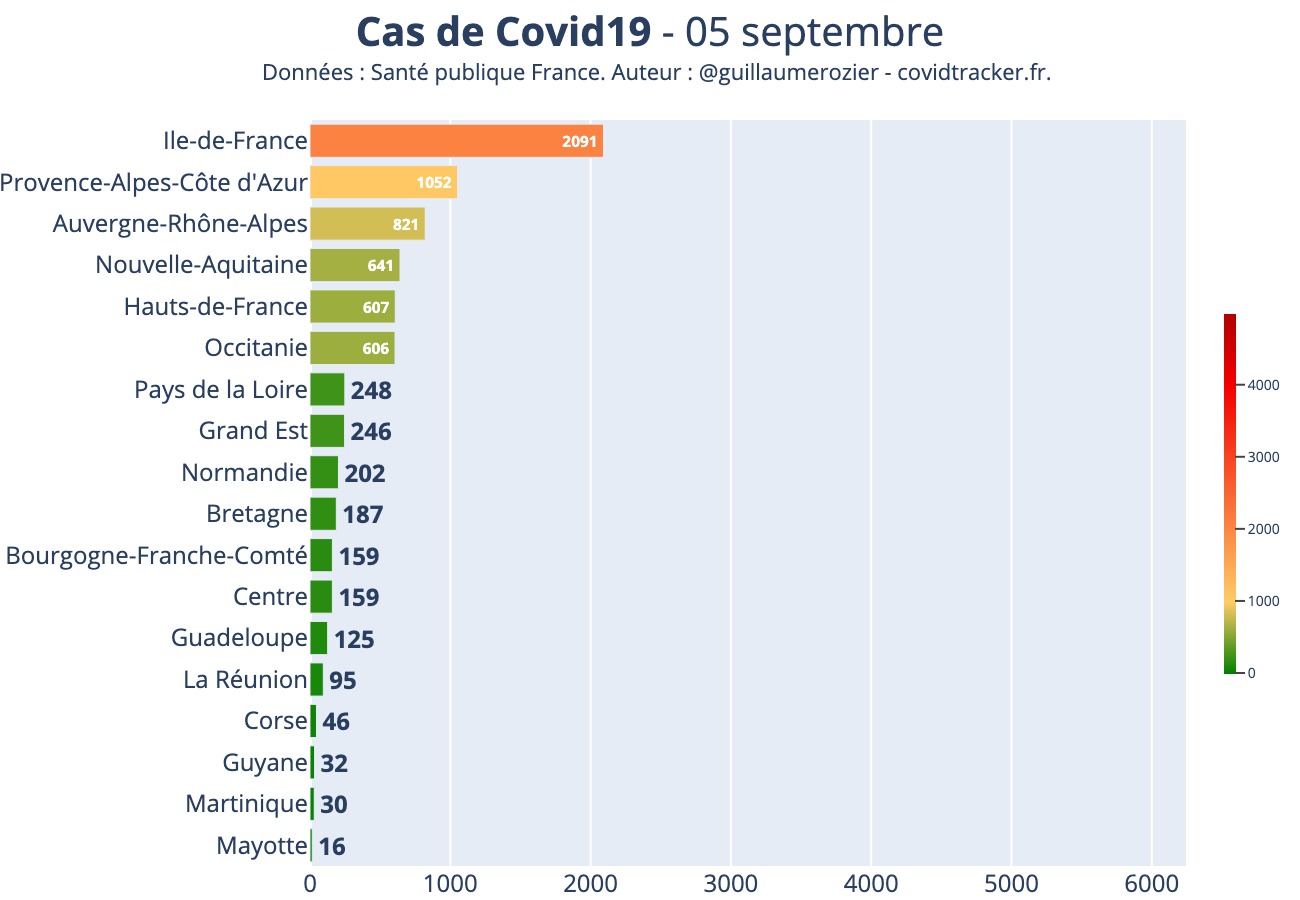 Cas de Covid19 - 05 septembre
Données : Santé publique France. Auteur : @guillaumerozier - covidtracker.fr.
Ile-de-France 2091
Provence-Alpes-Côte d'Azur 1052
Auvergne-Rhône-Alpes 821
Nouvelle-Aquitaine 641
Hauts-de-France 607
Occitanie 606
Pays de la Loire 248
Grand Est 246
Normandie 202
Bretagne 187
Bourgogne-Franche-Comté 159
Centre 159
Guadeloupe 125
La Réunion 95
Corse 46
Guyane 32
Martinique 30
Mayotte 16
0 1000 2000 3000 4000 5000 6000
4000
3000
2000
1000
0